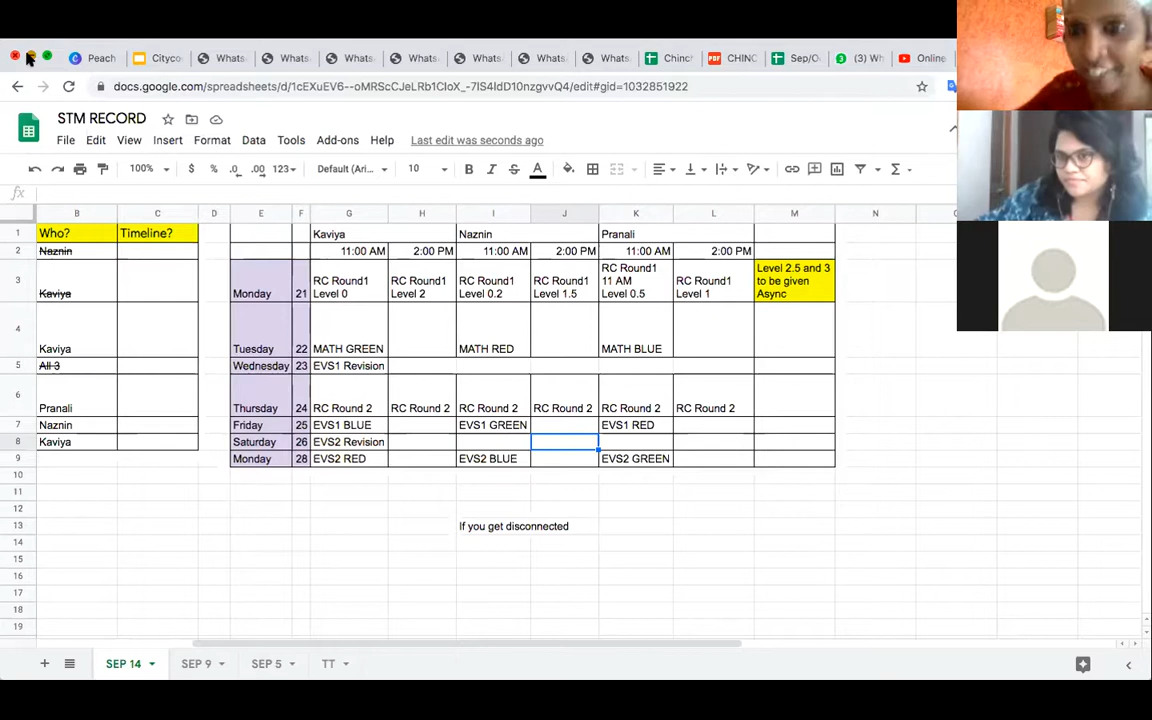 Peach Cityco Whats Whats Whats Whats Whats Whats Whats Chinch CHINC Sep/O (3) Wh Online
docs.google.com/spreadsheets/d/1cEXuEV6--oMRScCJeLRb1CIoX_-7IS4IdD10nzgvvQ4/edit#gid=1032851922
STM RECORD
File Edit View Insert Format Data Tools Add-ons Help Last edit was seconds ago
100% $ % .0 .00 123 Default (Ari... 10 B I S A
fx
B C D E F G H I J K L M N
1 Who? Timeline? Kaviya Naznin Pranali
2 Naznin 11:00 AM 2:00 PM 11:00 AM 2:00 PM 11:00 AM 2:00 PM
3 Kaviya Monday 21
RC Round1
Level 0
RC Round1
Level 2
RC Round1
Level 0.2
RC Round1
Level 1.5
RC Round1
11 AM
Level 0.5
RC Round1
Level 1
Level 2.5 and 3
to be given
Async
4 Kaviya Tuesday 22 MATH GREEN MATH RED MATH BLUE
5 All 3 Wednesday 23 EVS1 Revision
6 Pranali Thursday 24 RC Round 2 RC Round 2 RC Round 2 RC Round 2 RC Round 2 RC Round 2
7 Naznin Friday 25 EVS1 BLUE EVS1 GREEN EVS1 RED
8 Kaviya Saturday 26 EVS2 Revision
9 Monday 28 EVS2 RED EVS2 BLUE EVS2 GREEN
10
11
12
13 If you get disconnected
14
15
16
17
18
19
SEP 14 SEP 9 SEP 5 TT